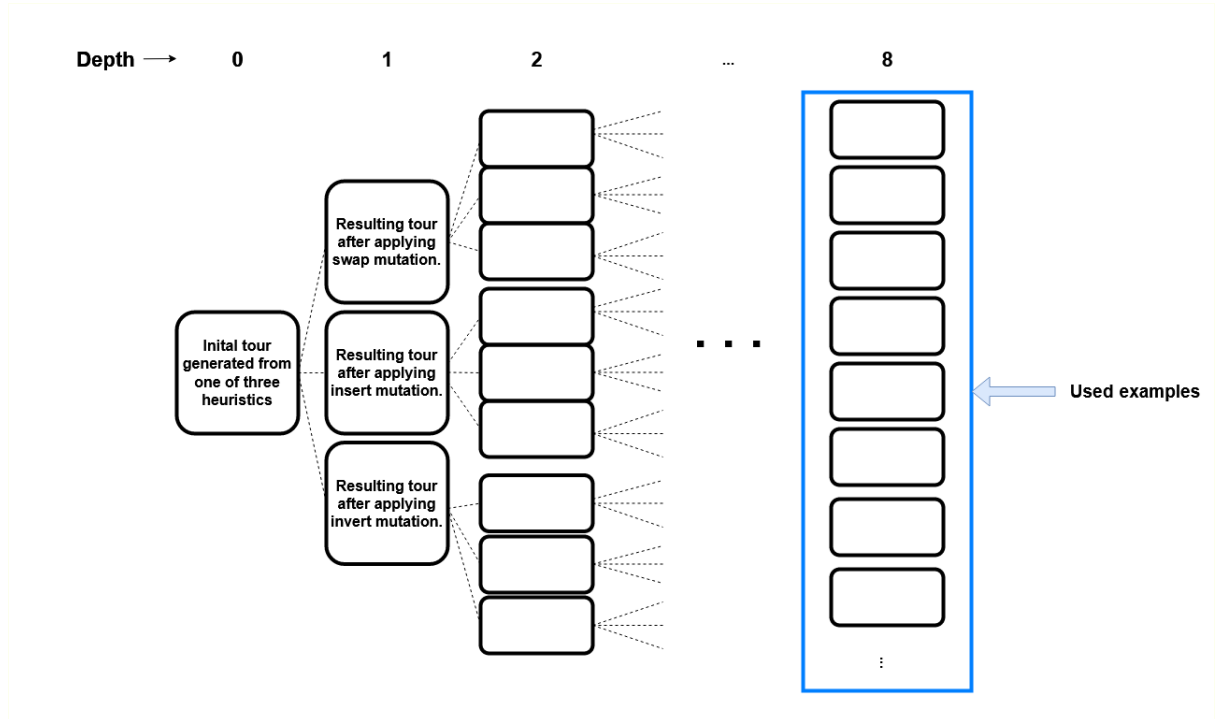 Depth 0 1 2 ... 8
Inital tour
generated from
one of three
heuristics
Resulting tour
after applying
swap mutation.
Resulting tour
after applying
insert mutation.
Resulting tour
after applying
invert mutation.
. . .
Used examples